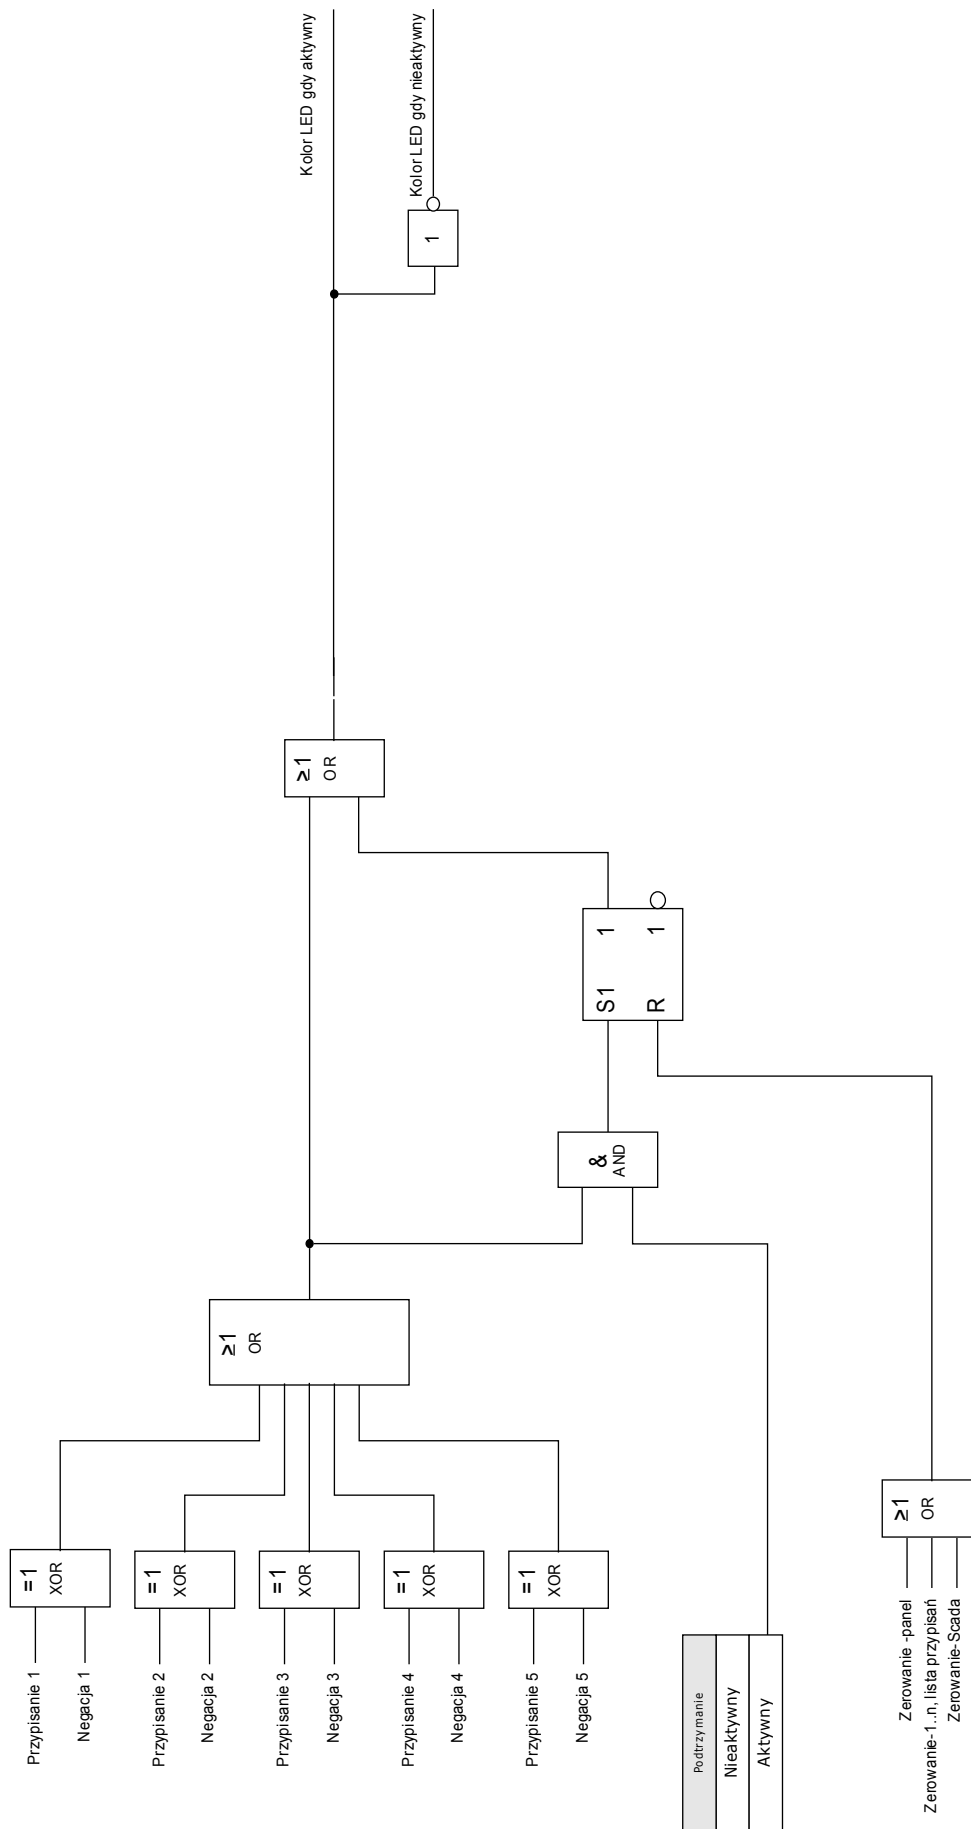 Przypisanie 1
Negacja 1
=1
XOR
Przypisanie 2
Negacja 2
=1
XOR
Przypisanie 3
Negacja 3
=1
XOR
Przypisanie 4
Negacja 4
=1
XOR
Przypisanie 5
Negacja 5
=1
XOR
≥1
OR
Podtrzymanie
Nieaktywny
Aktywny
&
AND
S1
1
R
1
Zerowanie -panel
Zerowanie-1..n, lista przypisań
Zerowanie-Scada
≥1
OR
≥1
OR
1
Kolor LED gdy aktywny
Kolor LED gdy nieaktywny